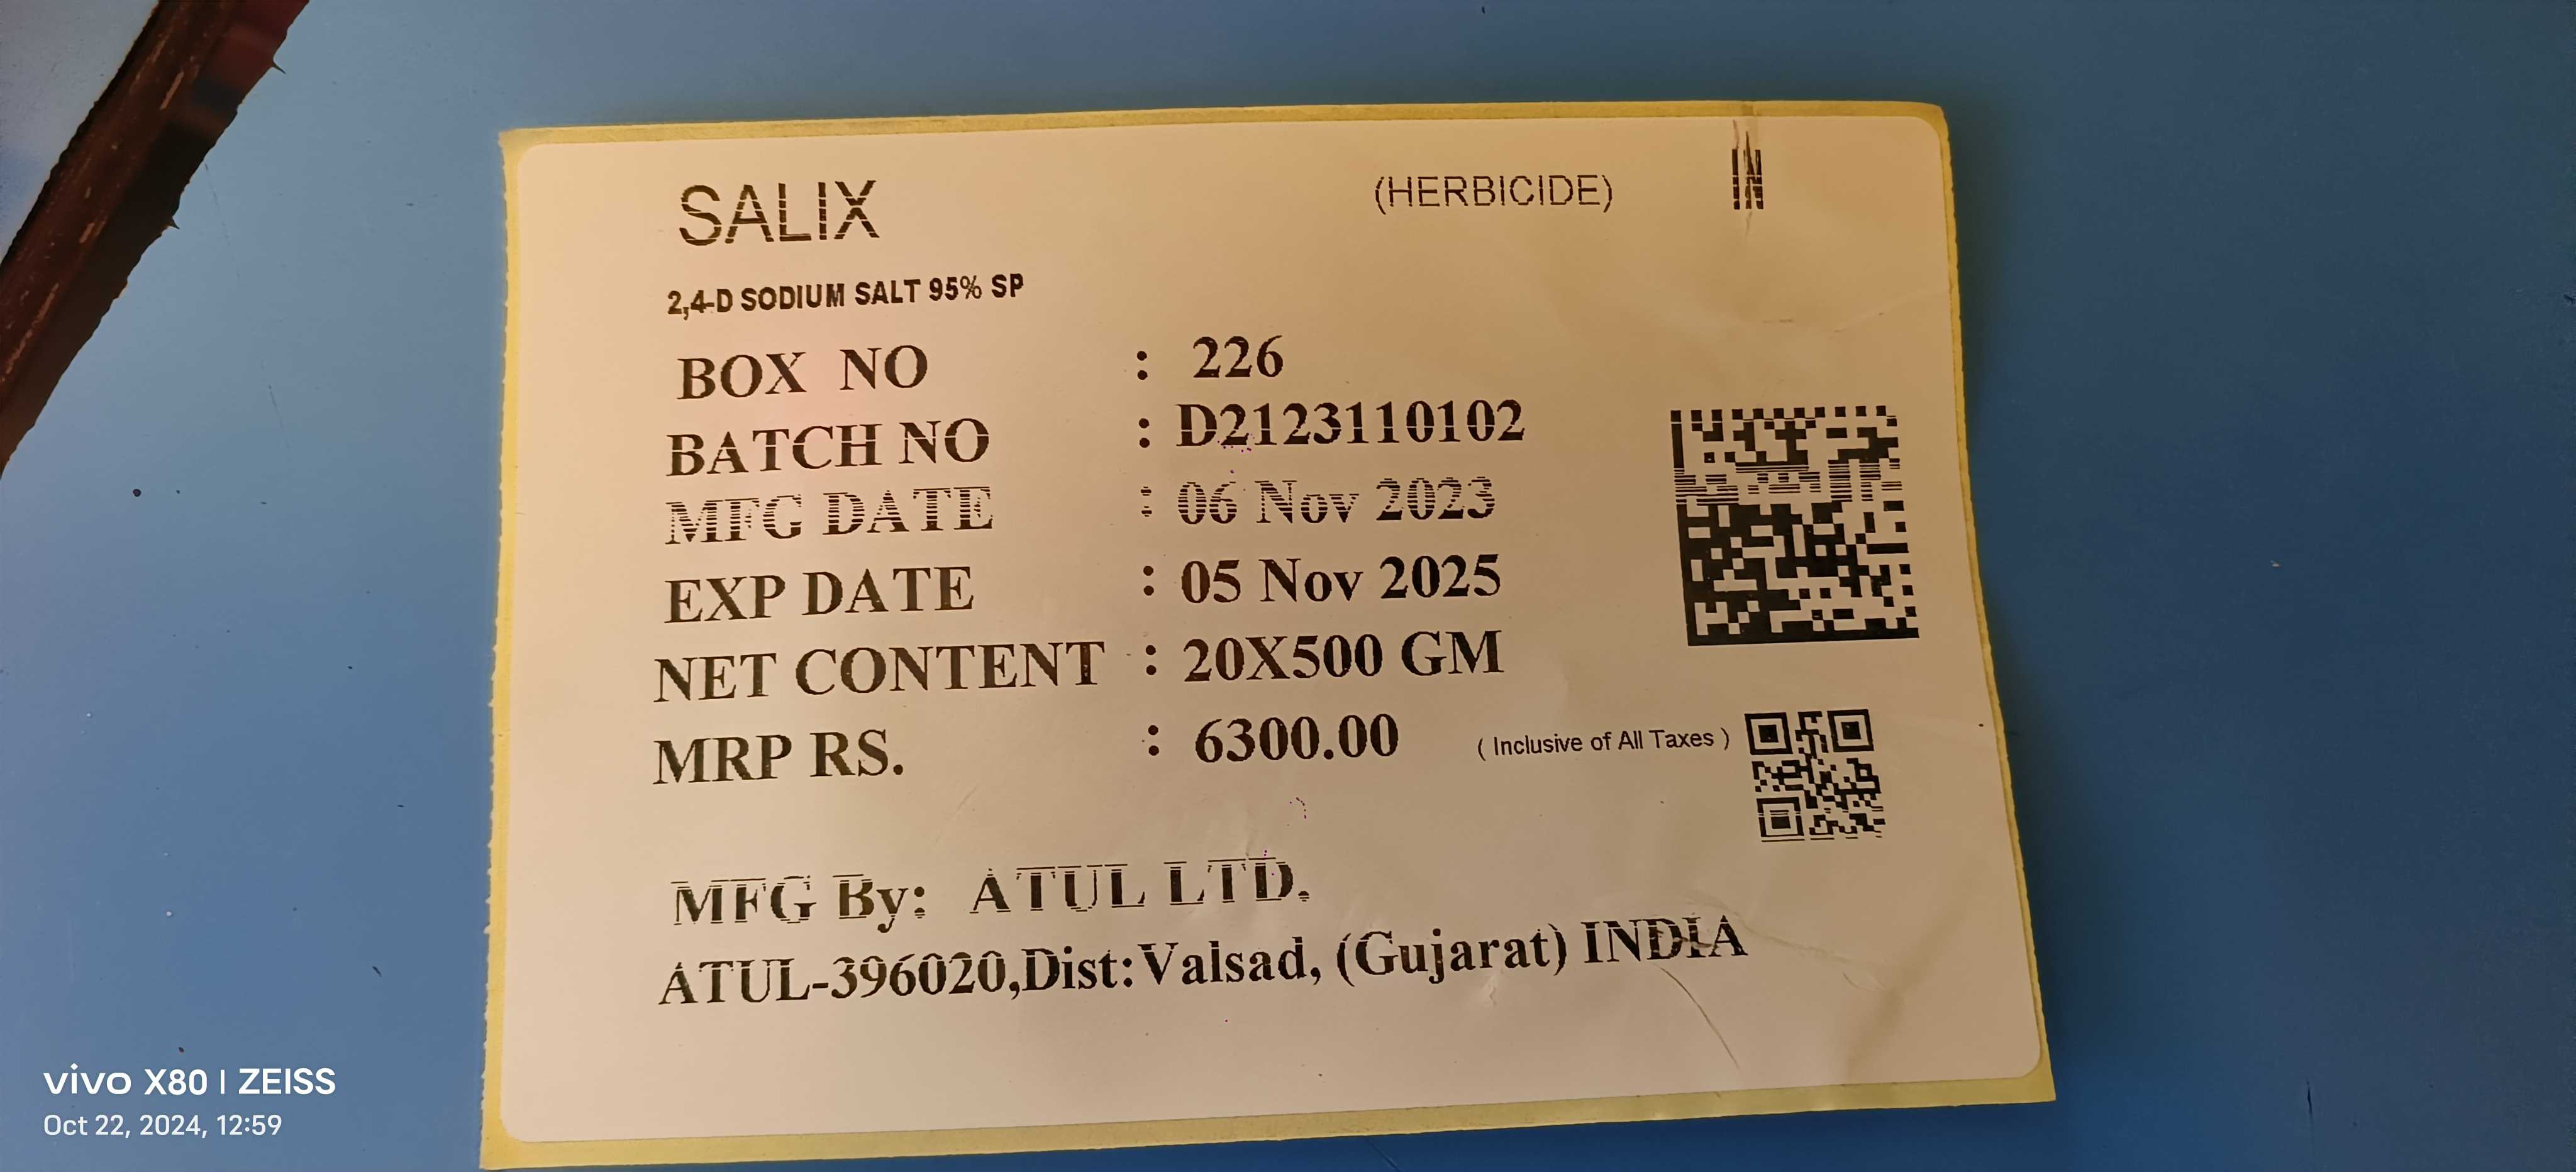 SALIX (HERBICIDE) IN
2,4-D SODIUM SALT 95% SP
BOX NO : 226
BATCH NO : D2123110102
MFG DATE : 06 Nov 2023
EXP DATE : 05 Nov 2025
NET CONTENT : 20X500 GM
MRP RS. : 6300.00 ( Inclusive of All Taxes )
MFG By: ATUL LTD.
ATUL-396020,Dist:Valsad, (Gujarat) INDIA
vivo X80 | ZEISS
Oct 22, 2024, 12:59